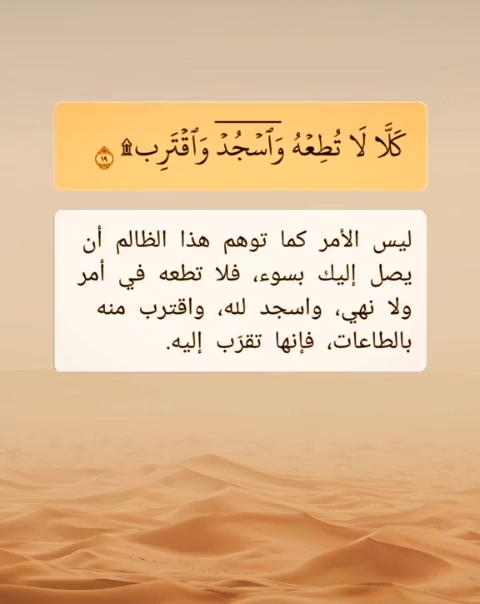 كَلَّا لَا تُطِعۡهُ وَٱسۡجُدۡۤ وَٱقۡتَرِب۩ ١٩
ليس الأمر كما توهم هذا الظالم أن
يصل إليك بسوء، فلا تطعه في أمر
ولا نهي، واسجد لله، واقترب منه
بالطاعات، فإنها تقرّب إليه.